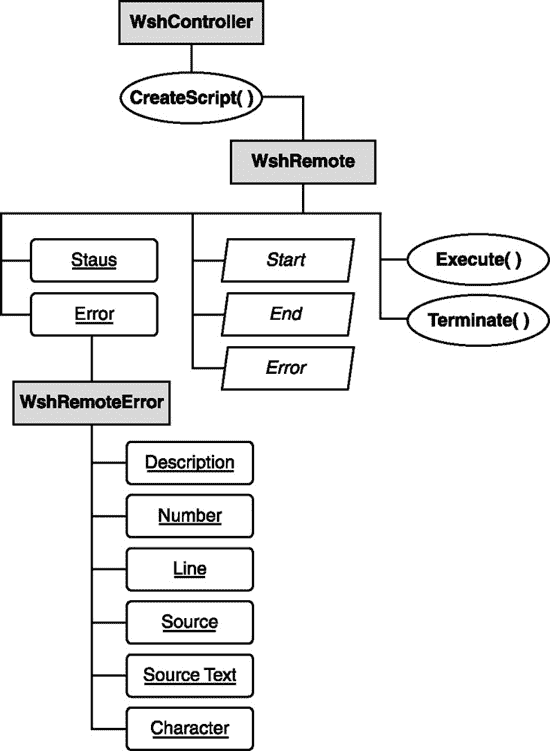 WshController
CreateScript( )
WshRemote
Staus
Error
Start
End
Error
Execute( )
Terminate( )
WshRemoteError
Description
Number
Line
Source
Source Text
Character